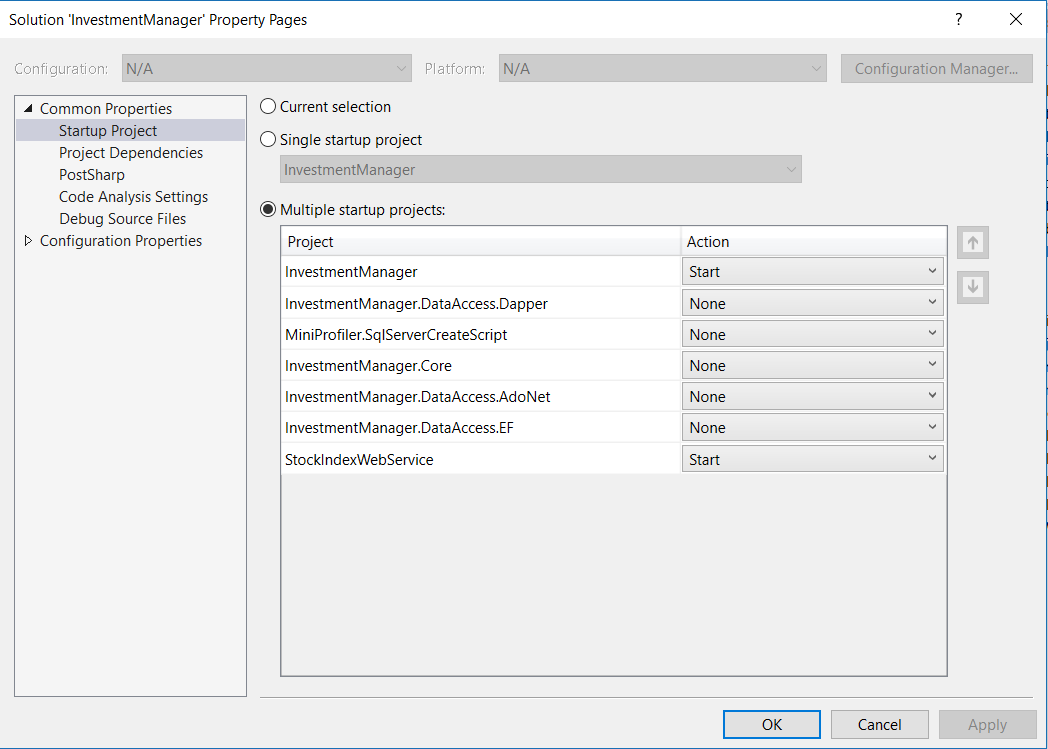 Solution 'InvestmentManager' Property Pages ?
Configuration: N/A Platform: N/A Configuration Manager...
Common Properties
Startup Project
Project Dependencies
PostSharp
Code Analysis Settings
Debug Source Files
Configuration Properties
Current selection
Single startup project
InvestmentManager
Multiple startup projects:
Project Action
InvestmentManager Start
InvestmentManager.DataAccess.Dapper None
MiniProfiler.SqlServerCreateScript None
InvestmentManager.Core None
InvestmentManager.DataAccess.AdoNet None
InvestmentManager.DataAccess.EF None
StockIndexWebService Start
OK Cancel Apply